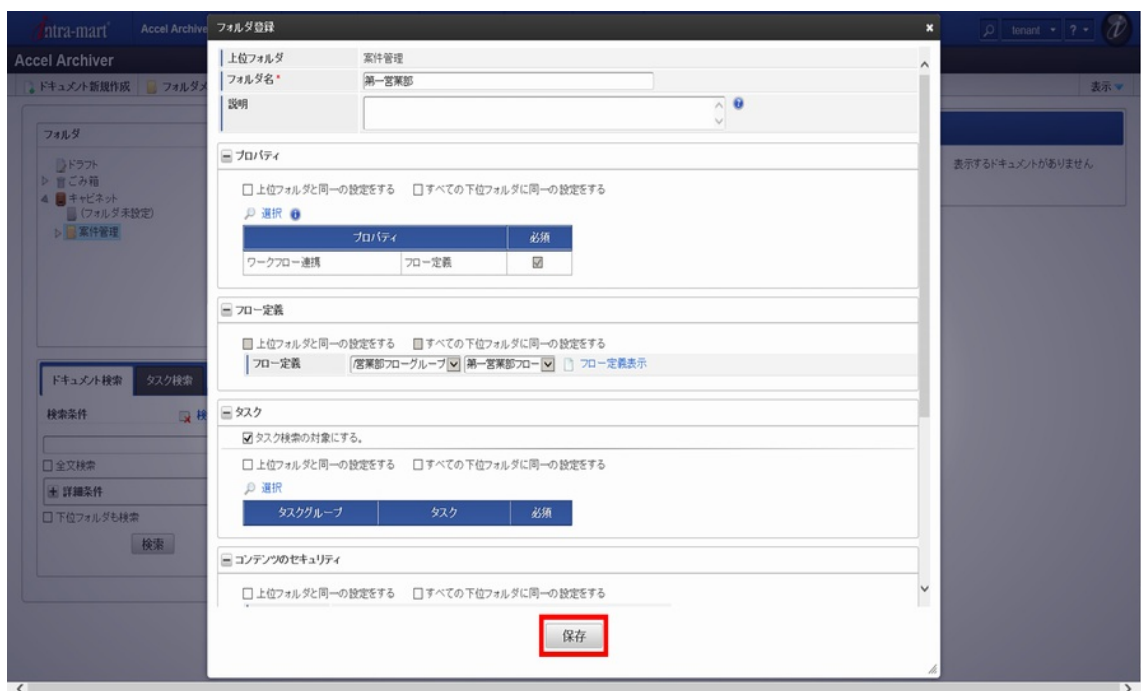 intra-mart Accel Archive フォルダ登録 × tenant ?
Accel Archiver
ドキュメント新規作成 フォルダメ 表示
上位フォルダ 案件管理
フォルダ名* 第一営業部
説明
フォルダ
ドラフト
ごみ箱
キャビネット
(フォルダ未設定)
案件管理
プロパティ
上位フォルダと同一の設定をする すべての下位フォルダに同一の設定をする
選択
プロパティ 必須
ワークフロー連携 フロー定義
フロー定義
上位フォルダと同一の設定をする すべての下位フォルダに同一の設定をする
フロー定義 /営業部フローグループ 第一営業部フロー フロー定義表示
タスク
タスク検索の対象にする。
上位フォルダと同一の設定をする すべての下位フォルダに同一の設定をする
選択
タスクグループ タスク 必須
コンテンツのセキュリティ
上位フォルダと同一の設定をする すべての下位フォルダに同一の設定をする
保存
表示するドキュメントがありません
ドキュメント検索 タスク検索
検索条件 検
全文検索
詳細条件
下位フォルダも検索
検索